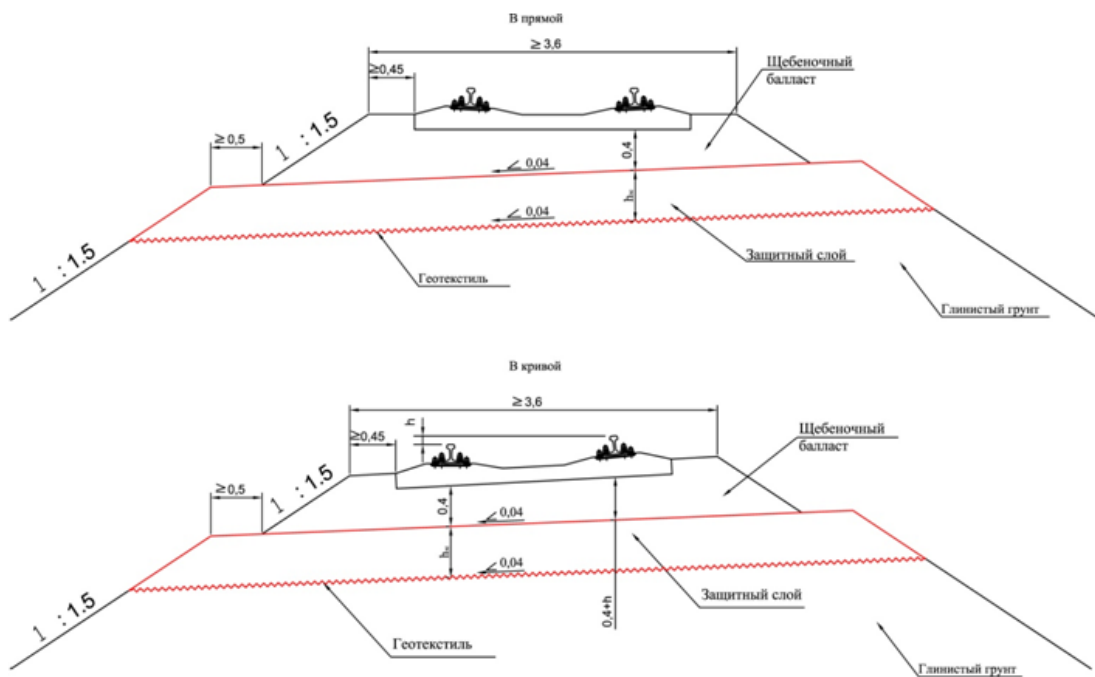 В прямой
≥ 3,6
≥0,45
Щебеночный
балласт
≥ 0,5
1 : 1.5
0,4
∠ 0,04
∠ 0,04
Защитный слой
1 : 1.5
Геотекстиль
Глинистый грунт
В кривой
≥ 3,6
h
≥0,45
Щебеночный
балласт
≥ 0,5
1 : 1.5
0,4
∠ 0,04
∠ 0,04
0,4+h
Защитный слой
1 : 1.5
Геотекстиль
Глинистый грунт